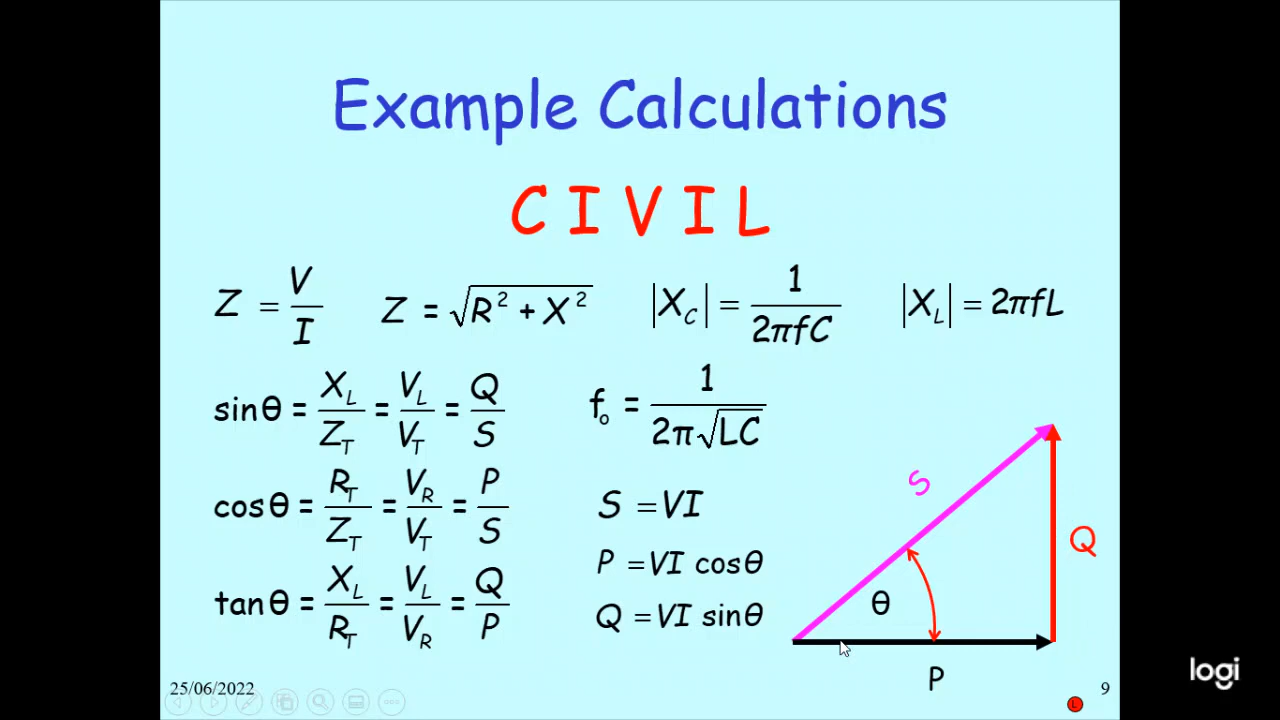 Example Calculations
C I V I L
Z = V/I    Z = √(R² + X²)    |X_C| = 1/(2πfC)    |X_L| = 2πfL
sinθ = X_L/Z_T = V_L/V_T = Q/S    f_o = 1/(2π√LC)
cosθ = R_T/Z_T = V_R/V_T = P/S    S = VI
P = VI cosθ
tanθ = X_L/R_T = V_L/V_R = Q/P    Q = VI sinθ
S
Q
θ
P
25/06/2022
9
L
logi